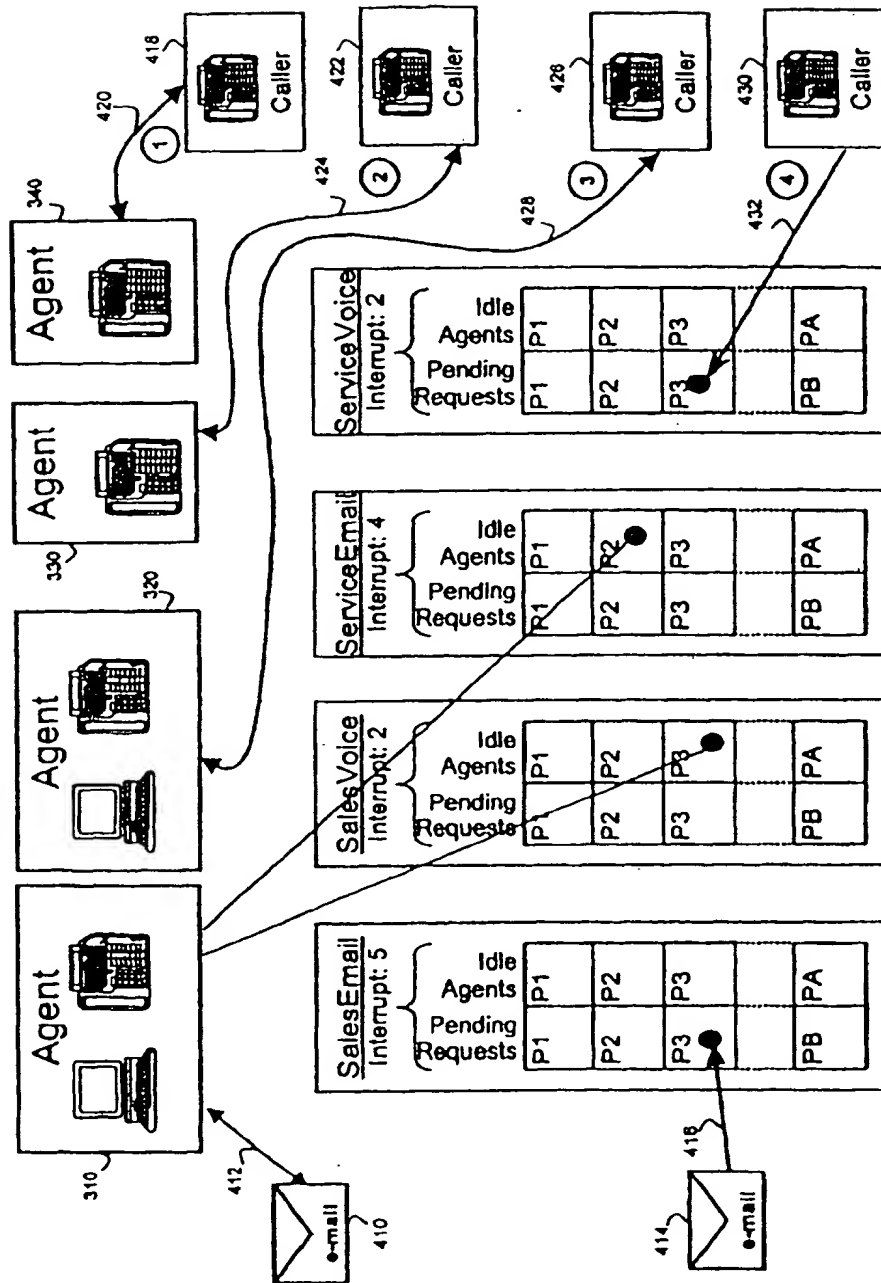 Agent
310
Agent
320
Agent
330
Agent
340
412
e-mail
410
420
1
418
Caller
424
2
422
Caller
428
3
426
Caller
432
4
430
Caller
414
e-mail
416
SalesEmail
Interrupt: 5
Pending Requests
Idle Agents
P1 P1
P2 P2
P3 P3
PB PA
SalesVoice
Interrupt: 2
Pending Requests
Idle Agents
P1 P1
P2 P2
P3 P3
PB PA
ServiceEmail
Interrupt: 4
Pending Requests
Idle Agents
P1 P1
P2 P2
P3 P3
PB PA
ServiceVoice
Interrupt: 2
Pending Requests
Idle Agents
P1 P1
P2 P2
P3 P3
PB PA